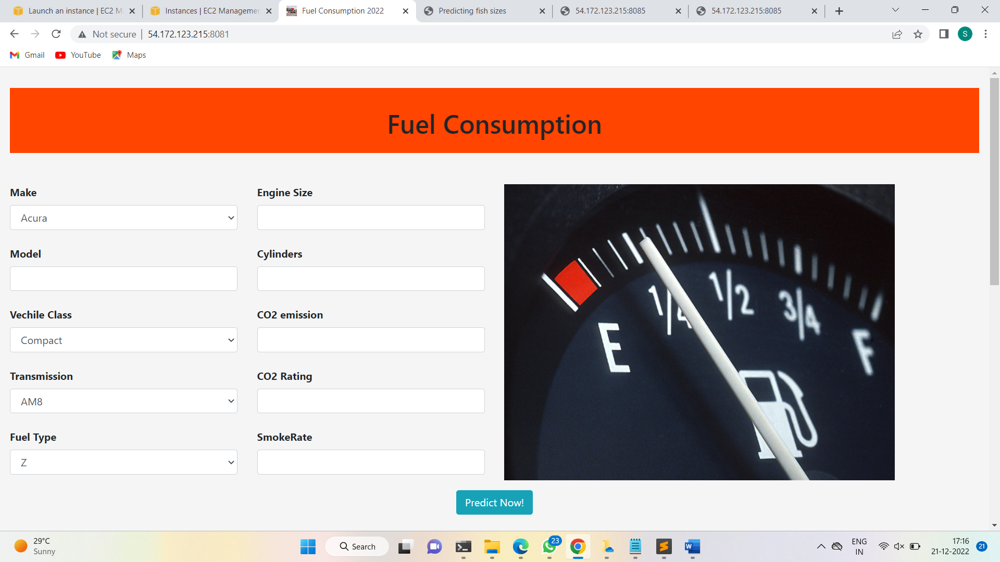 Launch an instance | EC2 M
Instances | EC2 Managemen
Fuel Consumption 2022
Predicting fish sizes
54.172.123.215:8085
54.172.123.215:8085
Not secure
54.172.123.215:8081
S
Gmail
YouTube
Maps
Fuel Consumption
Make
Acura
Model
Vechile Class
Compact
Transmission
AM8
Fuel Type
Z
Engine Size
Cylinders
CO2 emission
CO2 Rating
SmokeRate
E
1/4
1/2
3/4
F
Predict Now!
29°C
Sunny
Search
23
W
ENG
IN
17:16
21-12-2022
21